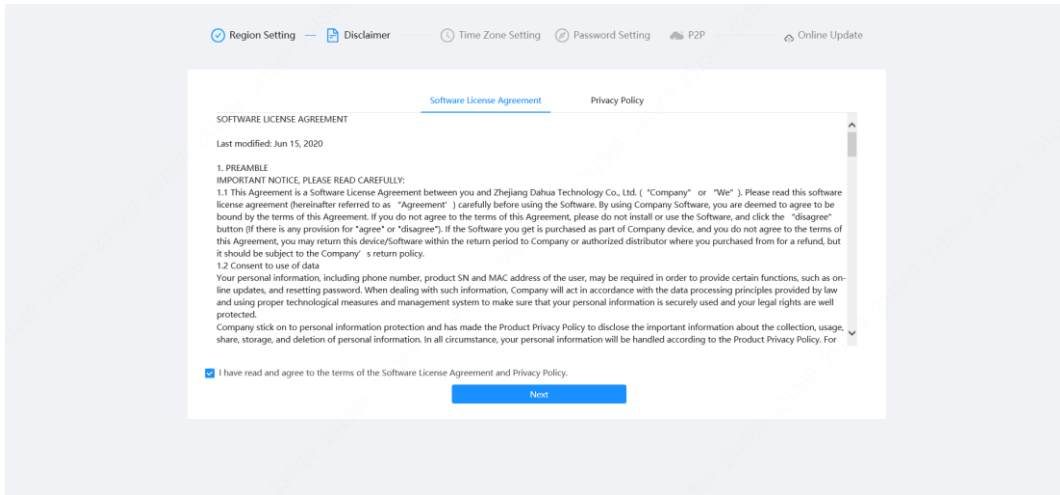 Region Setting — Disclaimer Time Zone Setting Password Setting P2P Online Update
Software License Agreement Privacy Policy
SOFTWARE LICENSE AGREEMENT
Last modified: Jun 15, 2020
1. PREAMBLE
IMPORTANT NOTICE, PLEASE READ CAREFULLY:
1.1 This Agreement is a Software License Agreement between you and Zhejiang Dahua Technology Co., Ltd. ( "Company" or "We" ). Please read this software
license agreement (hereinafter referred to as "Agreement' ) carefully before using the Software. By using Company Software, you are deemed to agree to be
bound by the terms of this Agreement. If you do not agree to the terms of this Agreement, please do not install or use the Software, and click the "disagree"
button (If there is any provision for "agree" or "disagree"). If the Software you get is purchased as part of Company device, and you do not agree to the terms of
this Agreement, you may return this device/Software within the return period to Company or authorized distributor where you purchased from for a refund, but
it should be subject to the Company' s return policy.
1.2 Consent to use of data
Your personal information, including phone number, product SN and MAC address of the user, may be required in order to provide certain functions, such as on-
line updates, and resetting password. When dealing with such information, Company will act in accordance with the data processing principles provided by law
and using proper technological measures and management system to make sure that your personal information is securely used and your legal rights are well
protected.
Company stick on to personal information protection and has made the Product Privacy Policy to disclose the important information about the collection, usage,
share, storage, and deletion of personal information. In all circumstance, your personal information will be handled according to the Product Privacy Policy. For
I have read and agree to the terms of the Software License Agreement and Privacy Policy.
Next